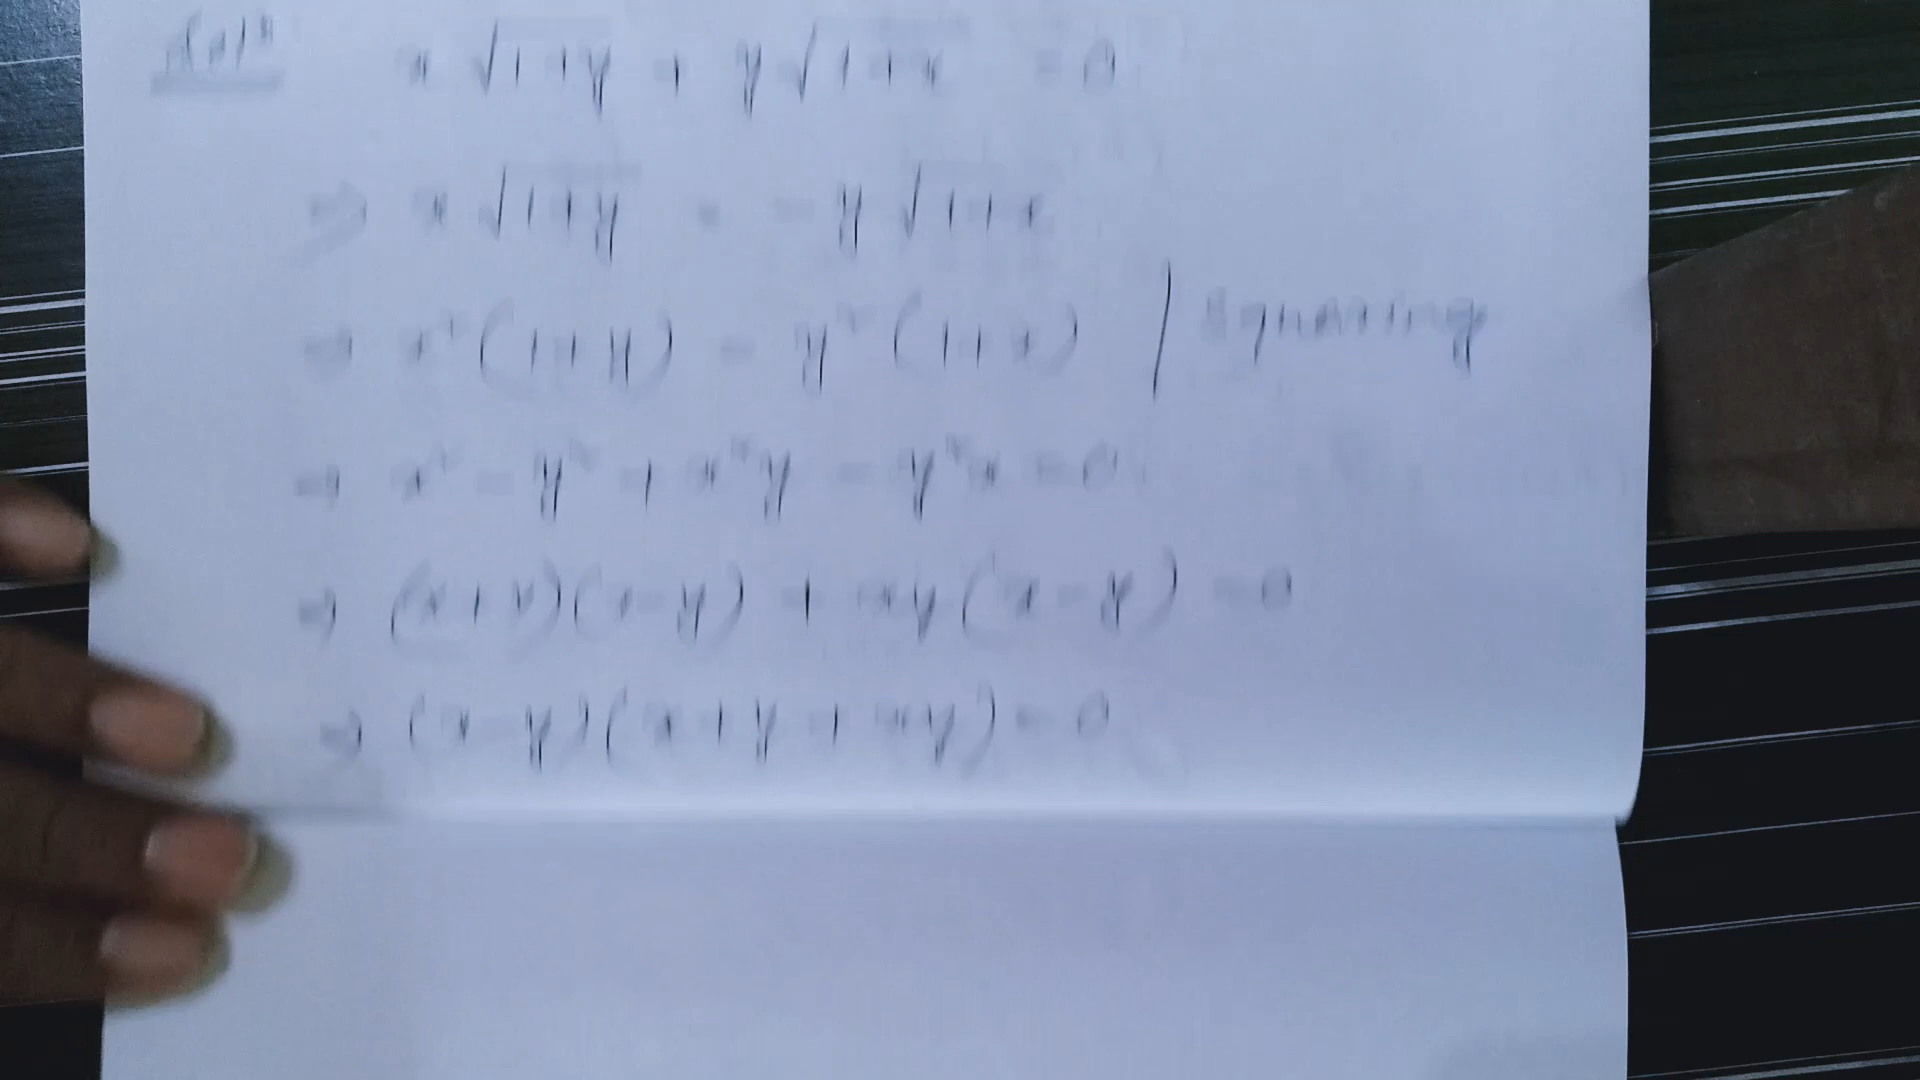 Sol^n x √1+y + y √1+x = 0
⇒ x √1+y = - y √1+x
⇒ x² (1+y) = y² (1+x) | Squaring
⇒ x² - y² + x²y - y²x = 0
⇒ (x+y)(x-y) + xy(x-y) = 0
⇒ (x-y)(x+y+xy) = 0